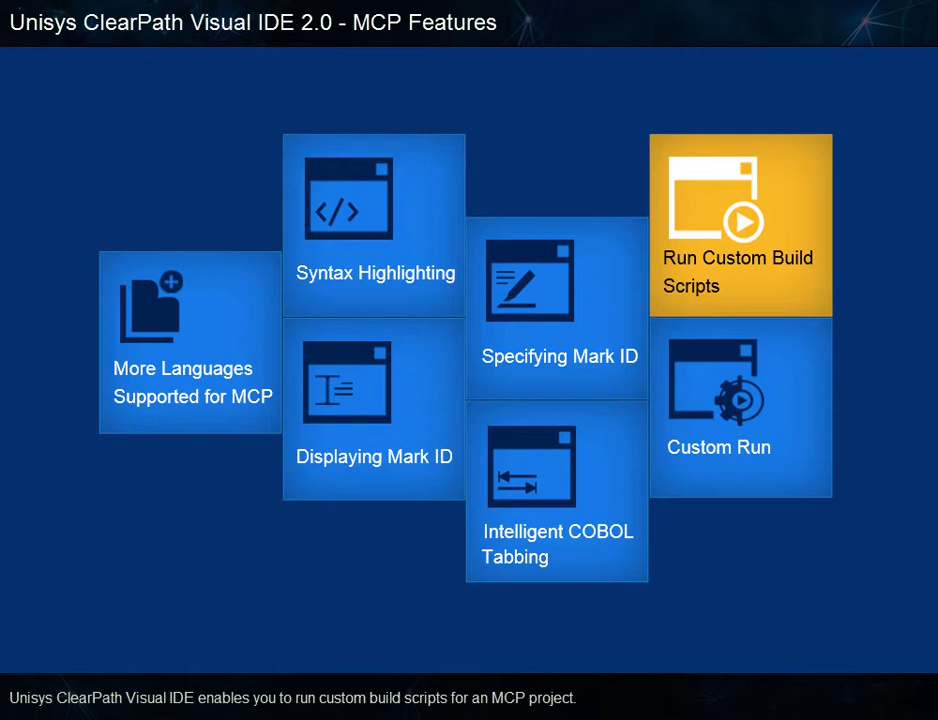 Unisys ClearPath Visual IDE 2.0 - MCP Features
More Languages
Supported for MCP
Syntax Highlighting
Displaying Mark ID
Specifying Mark ID
Intelligent COBOL
Tabbing
Run Custom Build
Scripts
Custom Run
Unisys ClearPath Visual IDE enables you to run custom build scripts for an MCP project.